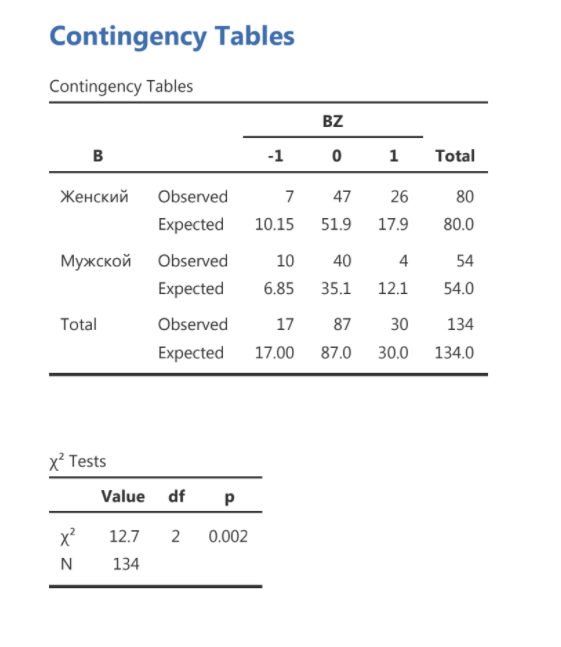 Contingency Tables
Contingency Tables
BZ
B -1 0 1 Total
Женский Observed 7 47 26 80
Expected 10.15 51.9 17.9 80.0
Мужской Observed 10 40 4 54
Expected 6.85 35.1 12.1 54.0
Total Observed 17 87 30 134
Expected 17.00 87.0 30.0 134.0
χ² Tests
Value df p
χ² 12.7 2 0.002
N 134